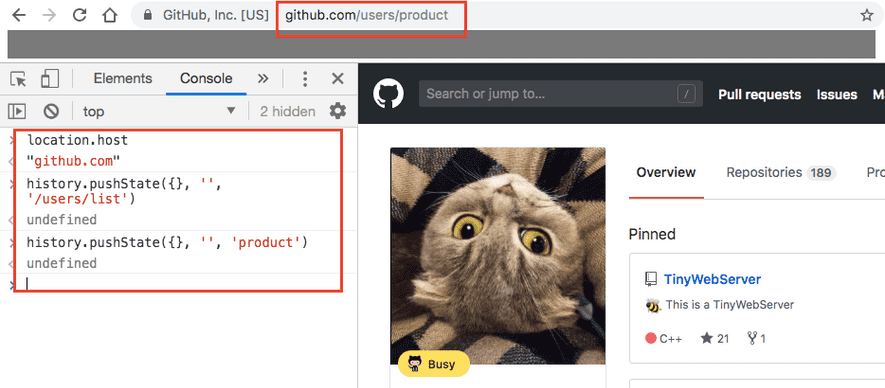 GitHub, Inc. [US] github.com/users/product
Elements Console »
top 2 hidden
> location.host
< "github.com"
> history.pushState({}, '',
'/users/list')
< undefined
> history.pushState({}, '', 'product')
< undefined
>
Search or jump to... /
Pull requests Issues
Overview Repositories 189
Pinned
TinyWebServer
This is a TinyWebServer
C++ 21 1
Busy